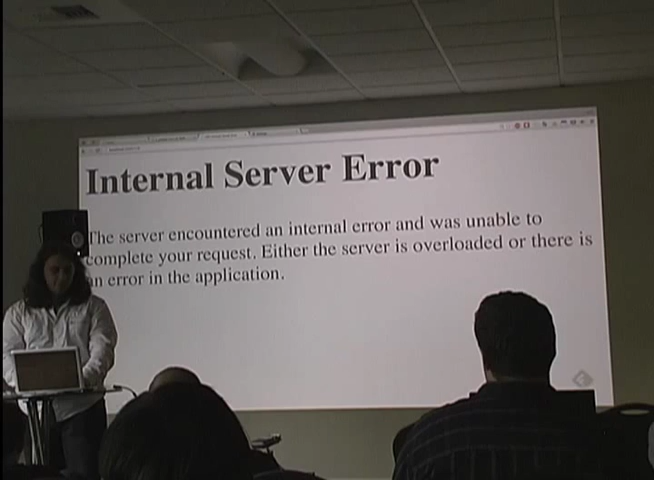 Internal Server Error
The server encountered an internal error and was unable to
complete your request. Either the server is overloaded or there is
an error in the application.